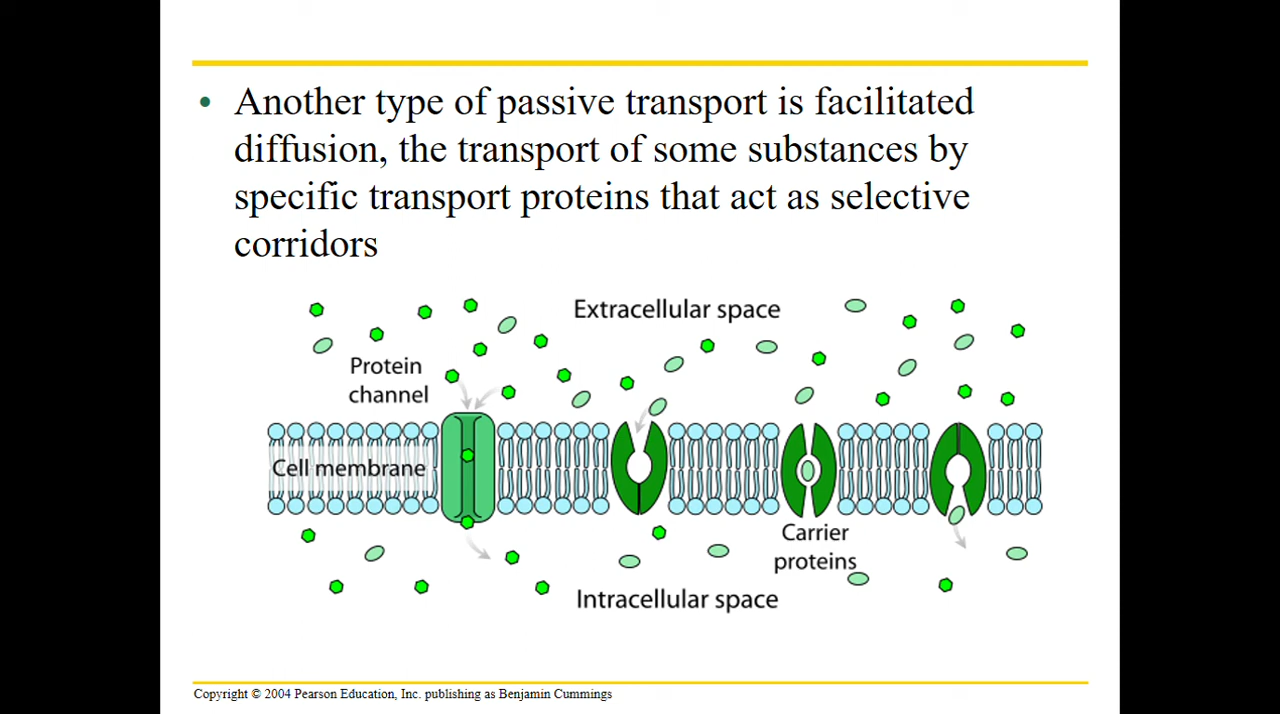 • Another type of passive transport is facilitated
diffusion, the transport of some substances by
specific transport proteins that act as selective
corridors
Extracellular space
Protein
channel
Cell membrane
Carrier
proteins
Intracellular space
Copyright © 2004 Pearson Education, Inc. publishing as Benjamin Cummings